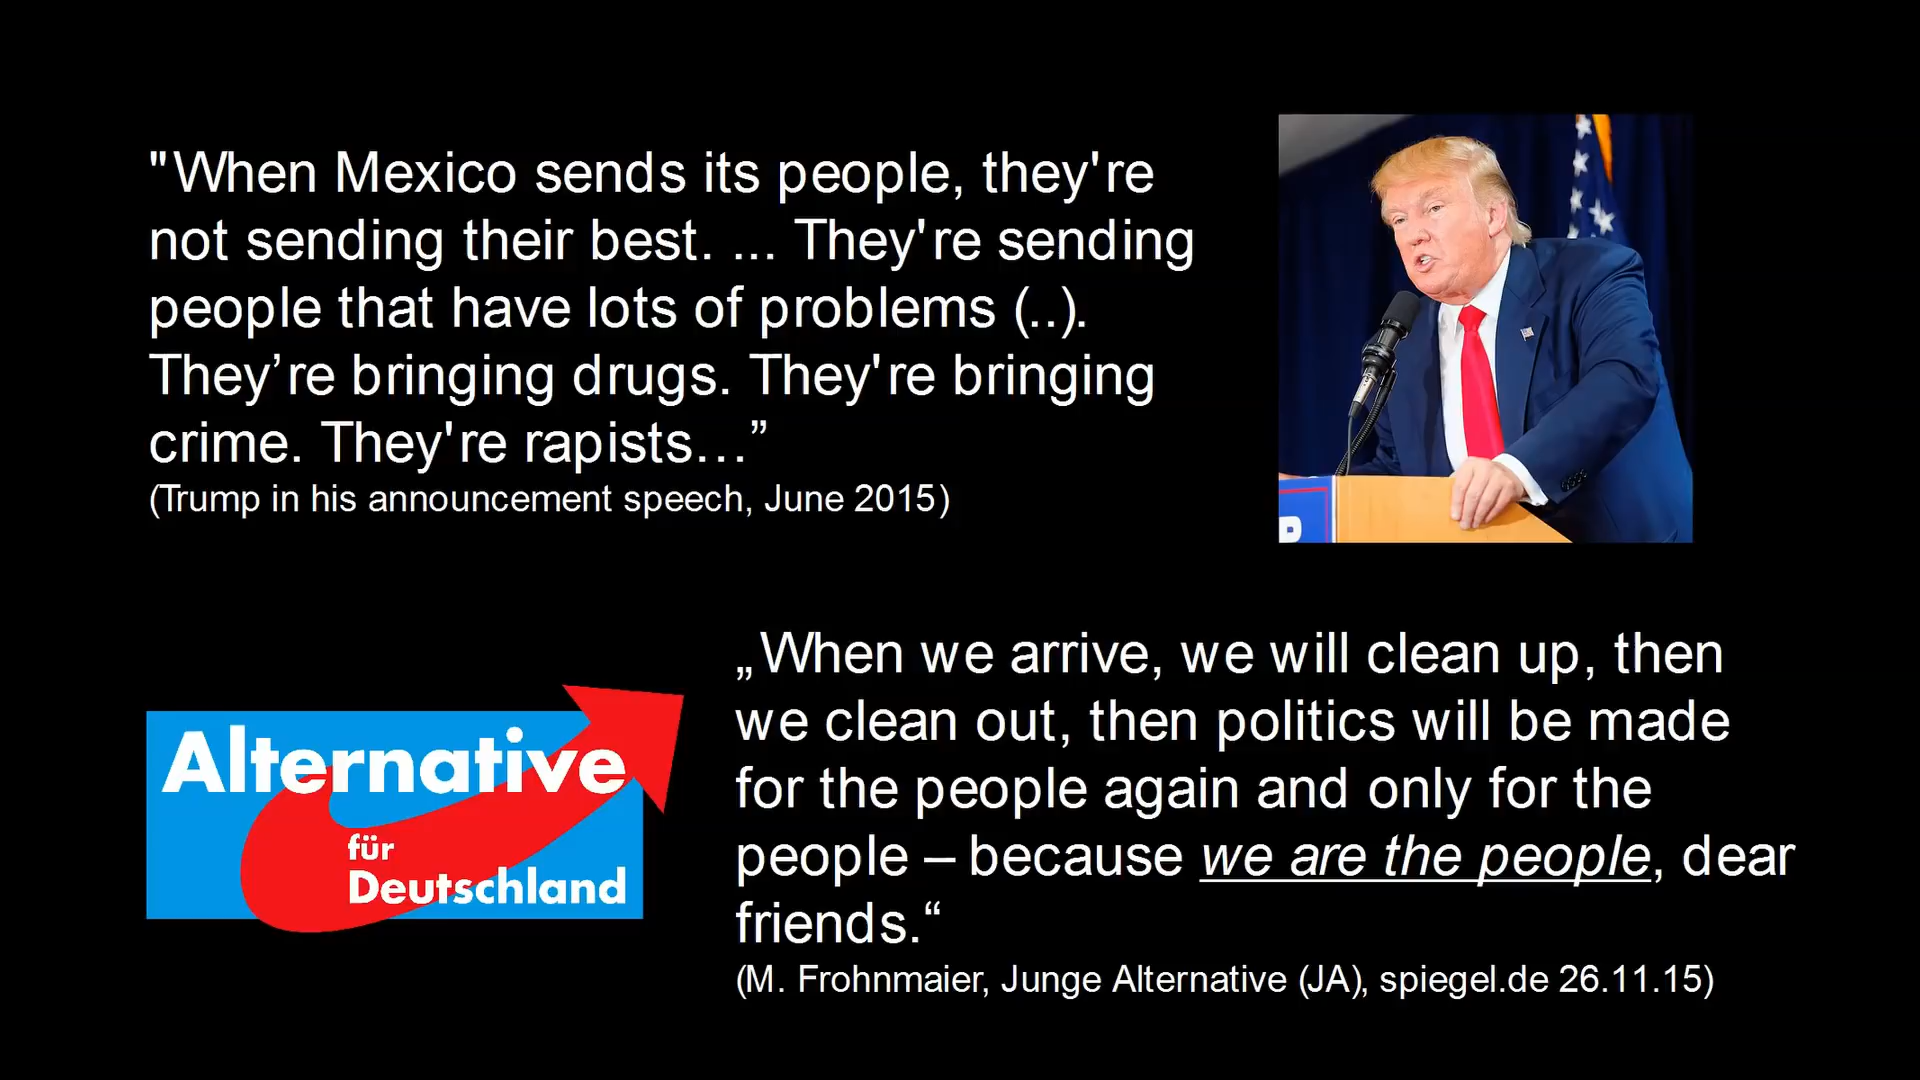 "When Mexico sends its people, they're
not sending their best. ... They're sending
people that have lots of problems (..).
They’re bringing drugs. They're bringing
crime. They're rapists…”
(Trump in his announcement speech, June 2015)
„When we arrive, we will clean up, then
we clean out, then politics will be made
for the people again and only for the
people – because we are the people, dear
friends.“
(M. Frohnmaier, Junge Alternative (JA), spiegel.de 26.11.15)
Alternative
für
Deutschland